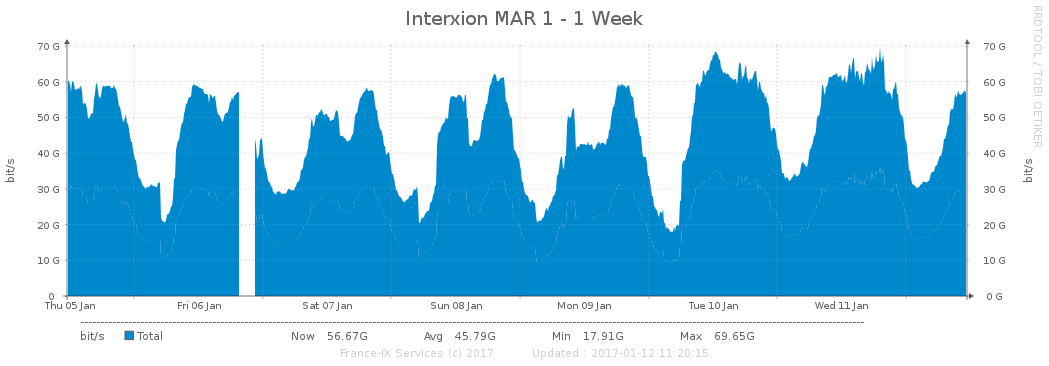 Interxion MAR 1 - 1 Week
RRDTOOL / TOBI OETIKER
bit/s
bit/s
70 G 70 G
60 G 60 G
50 G 50 G
40 G 40 G
30 G 30 G
20 G 20 G
10 G 10 G
0 0 G
Thu 05 Jan Fri 06 Jan Sat 07 Jan Sun 08 Jan Mon 09 Jan Tue 10 Jan Wed 11 Jan
bit/s Total Now 56.67G Avg 45.79G Min 17.91G Max 69.65G
France-IX Services (c) 2017 Updated : 2017-01-12 11:20:15